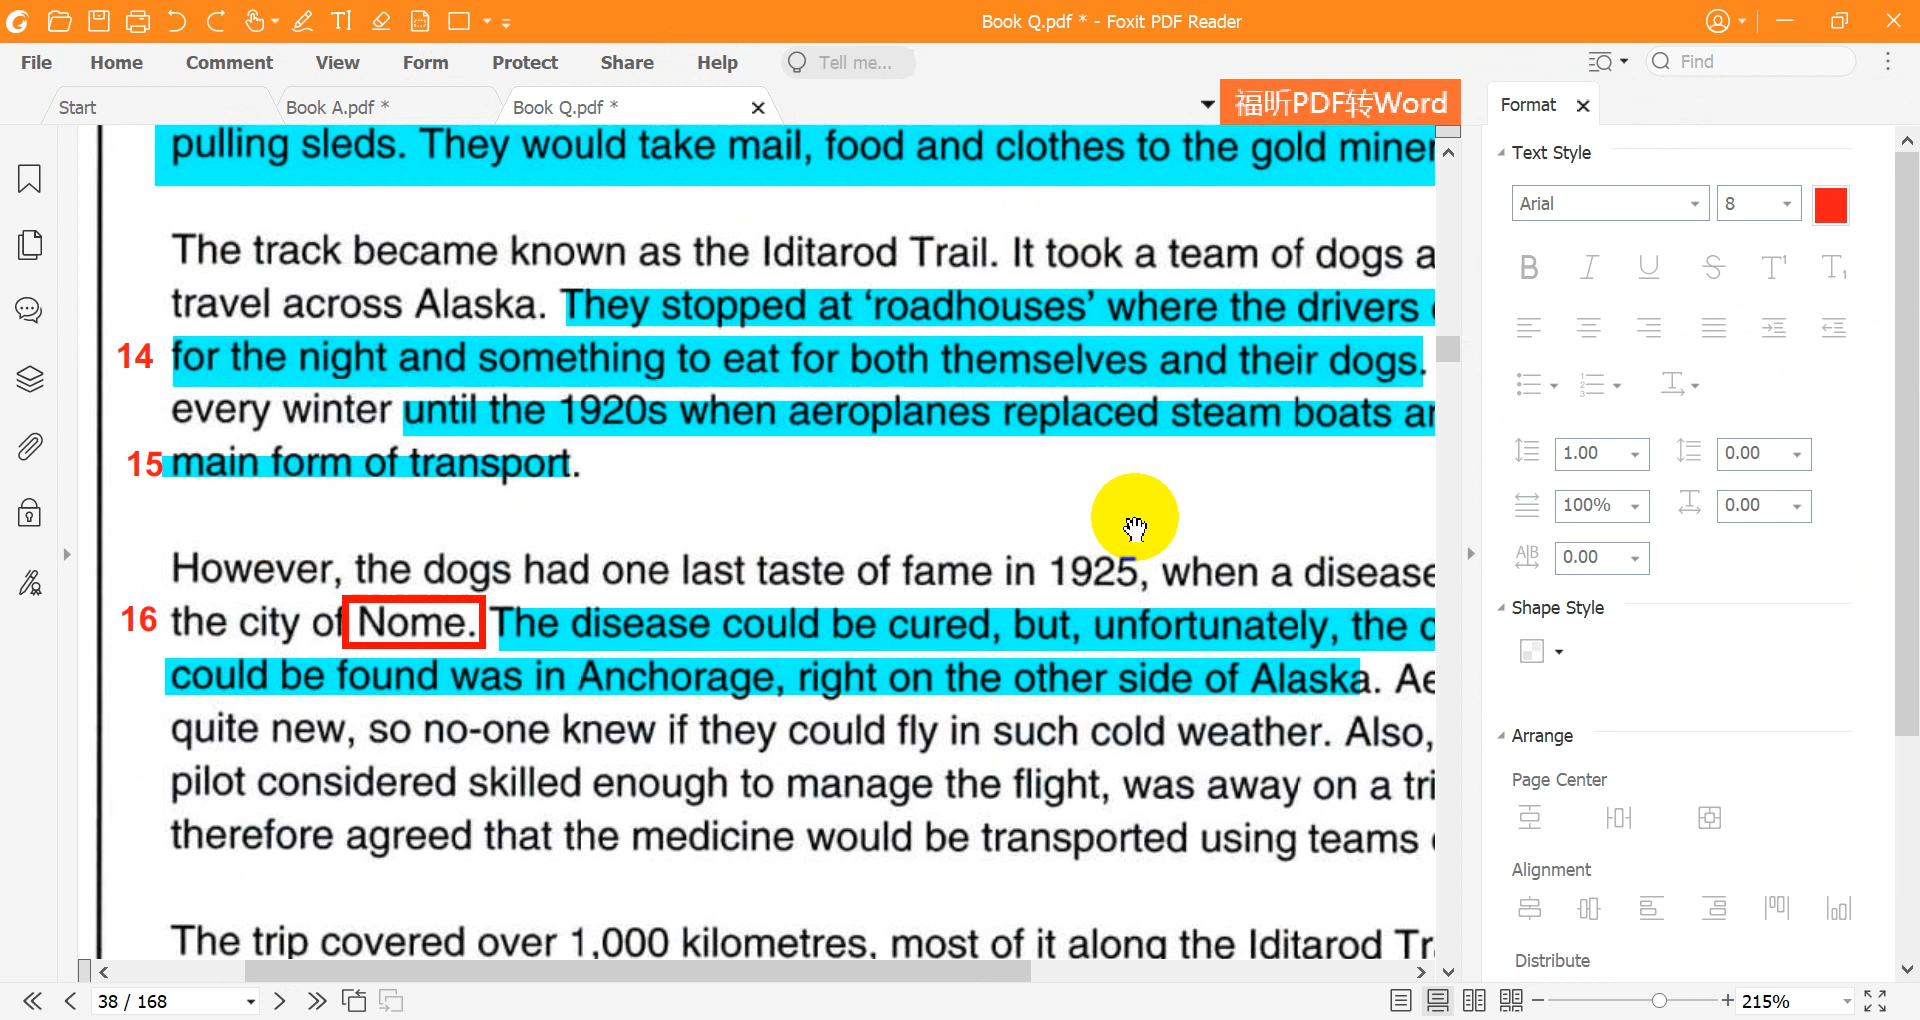 Book Q.pdf * - Foxit PDF Reader
File Home Comment View Form Protect Share Help Tell me... Find
Start Book A.pdf * Book Q.pdf * 福昕PDF转Word Format
pulling sleds. They would take mail, food and clothes to the gold miner
The track became known as the Iditarod Trail. It took a team of dogs a
travel across Alaska. They stopped at ‘roadhouses’ where the drivers
14 for the night and something to eat for both themselves and their dogs.
every winter until the 1920s when aeroplanes replaced steam boats ar
15 main form of transport.
However, the dogs had one last taste of fame in 1925, when a disease
16 the city of Nome. The disease could be cured, but, unfortunately, the c
could be found was in Anchorage, right on the other side of Alaska. Ae
quite new, so no-one knew if they could fly in such cold weather. Also,
pilot considered skilled enough to manage the flight, was away on a tri
therefore agreed that the medicine would be transported using teams
The trip covered over 1,000 kilometres, most of it along the Iditarod Tr
Text Style
Arial 8
1.00 0.00
100% 0.00
0.00
Shape Style
Arrange
Page Center
Alignment
Distribute
38 / 168 215%